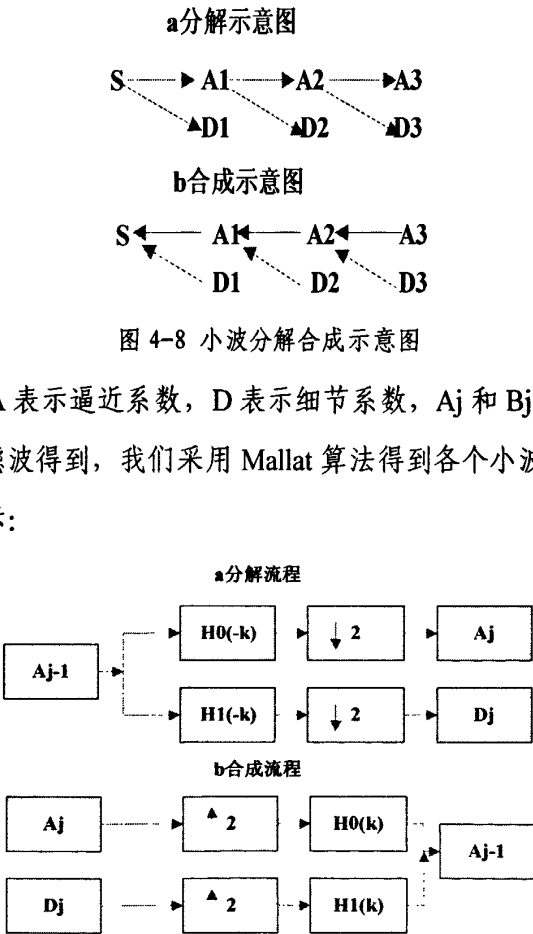 a分解示意图
S A1 A2 A3
D1 D2 D3
b合成示意图
S A1 A2 A3
D1 D2 D3
图 4-8 小波分解合成示意图
A 表示逼近系数，D 表示细节系数，Aj 和 Bj
滤波得到，我们采用 Mallat 算法得到各个小波
示：
a分解流程
H0(-k) ↓ 2 Aj
Aj-1
H1(-k) ↓ 2 Dj
b合成流程
Aj 2 H0(k)
Aj-1
Dj 2 H1(k)